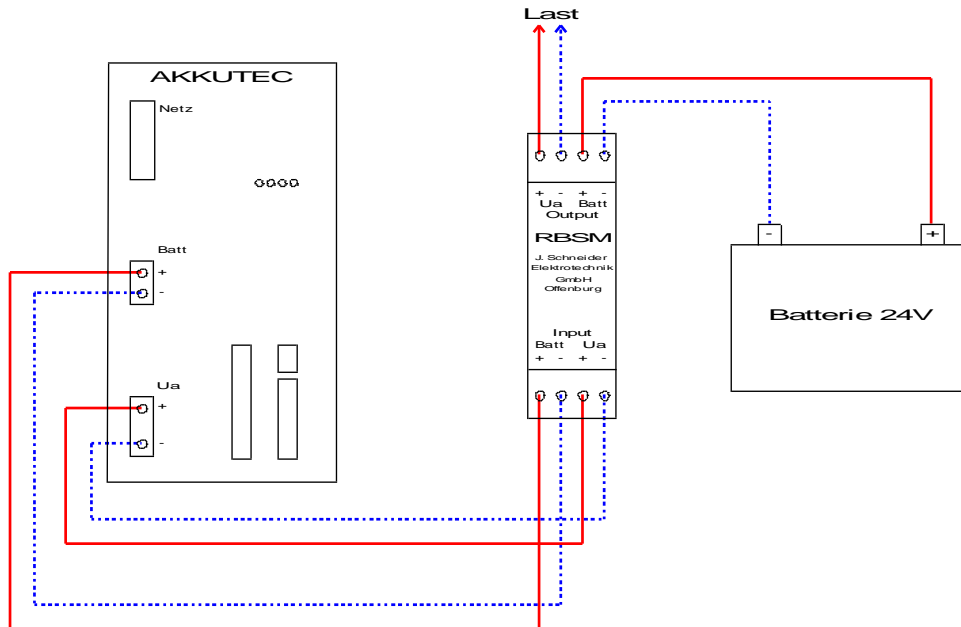 Last
AKKUTEC
Netz
Batt
+
-
Ua
+
-
+ - + -
Ua Batt
Output
RBSM
J. Schneider
Elektrotechnik
GmbH
Offenburg
Input
Batt Ua
+ - + -
- +
Batterie 24V